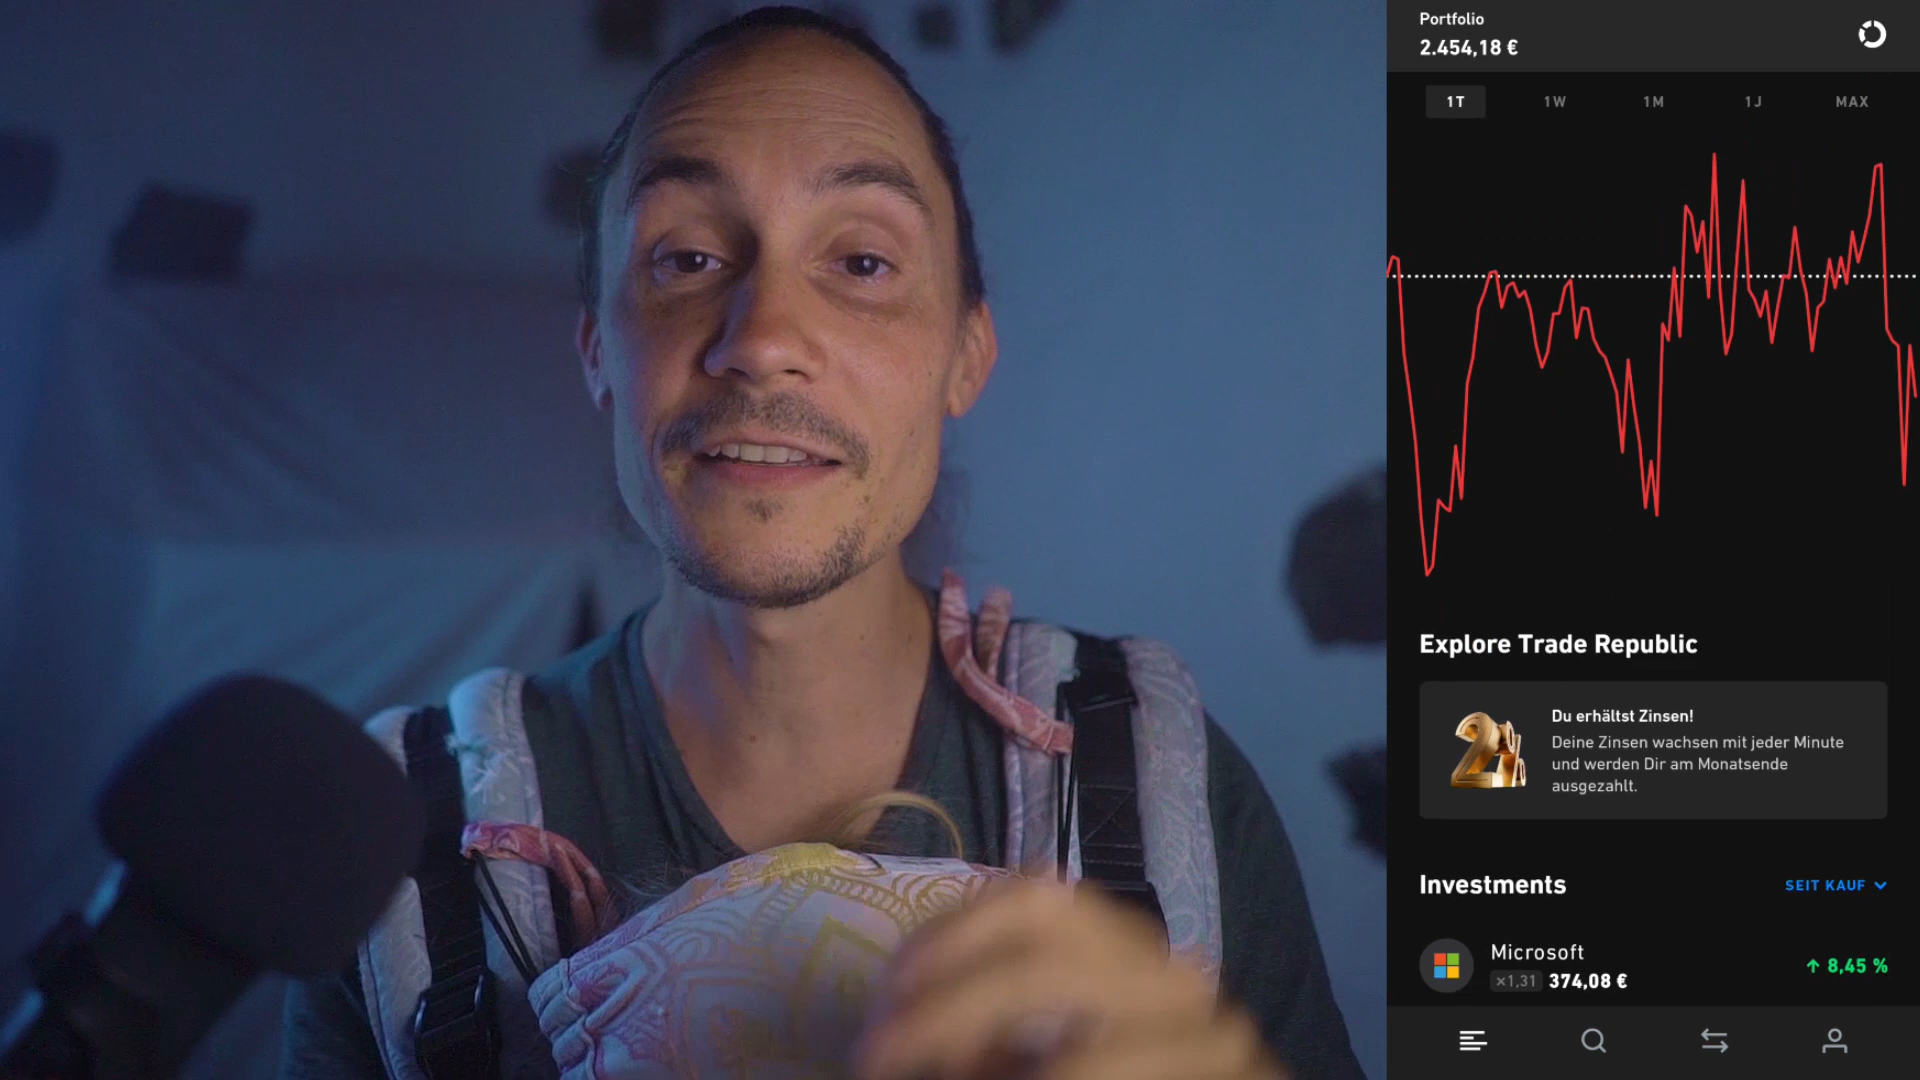 Portfolio
2.454,18 €
1T 1W 1M 1J MAX
Explore Trade Republic
2%
Du erhältst Zinsen!
Deine Zinsen wachsen mit jeder Minute
und werden Dir am Monatsende
ausgezahlt.
Investments SEIT KAUF
Microsoft
×1,31 374,08 € 8,45 %